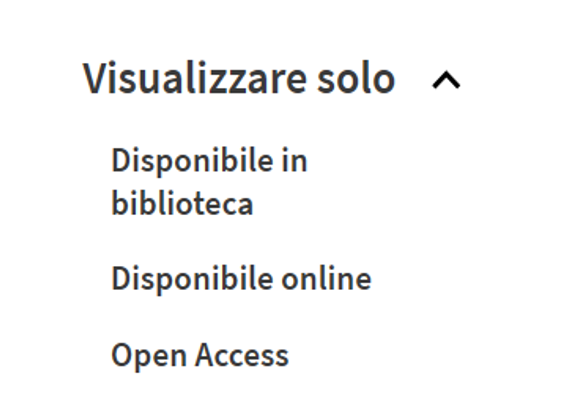 Visualizzare solo
Disponibile in
biblioteca
Disponibile online
Open Access